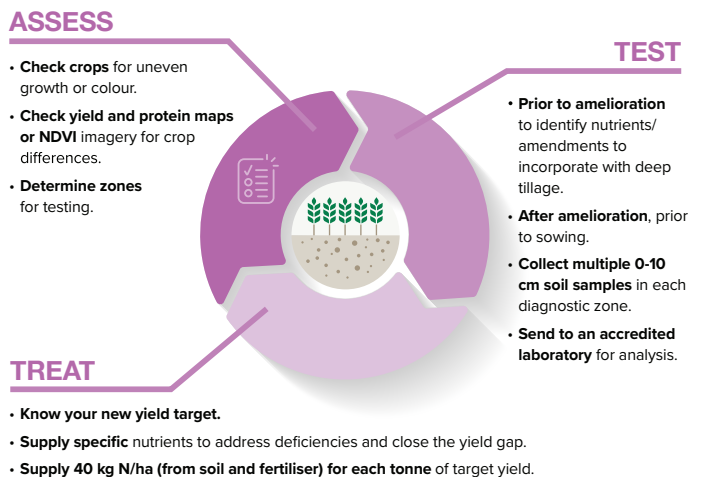 ASSESS
• Check crops for uneven
growth or colour.
• Check yield and protein maps
or NDVI imagery for crop
differences.
• Determine zones
for testing.
TEST
• Prior to amelioration
to identify nutrients/
amendments to
incorporate with deep
tillage.
• After amelioration, prior
to sowing.
• Collect multiple 0-10
cm soil samples in each
diagnostic zone.
• Send to an accredited
laboratory for analysis.
TREAT
• Know your new yield target.
• Supply specific nutrients to address deficiencies and close the yield gap.
• Supply 40 kg N/ha (from soil and fertiliser) for each tonne of target yield.